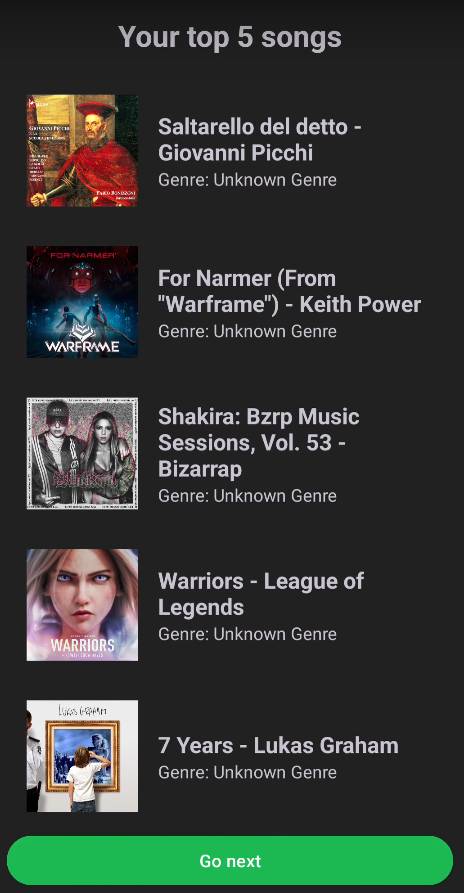 Your top 5 songs
GIOVANNI PICCHI
Saltarello del detto -
Giovanni Picchi
Genre: Unknown Genre
FOR NARMER
WARFRAME
For Narmer (From
"Warframe") - Keith Power
Genre: Unknown Genre
Shakira: Bzrp Music
Sessions, Vol. 53 -
Bizarrap
Genre: Unknown Genre
WARRIORS
Warriors - League of
Legends
Genre: Unknown Genre
LUKAS GRAHAM
7 Years - Lukas Graham
Genre: Unknown Genre
Go next